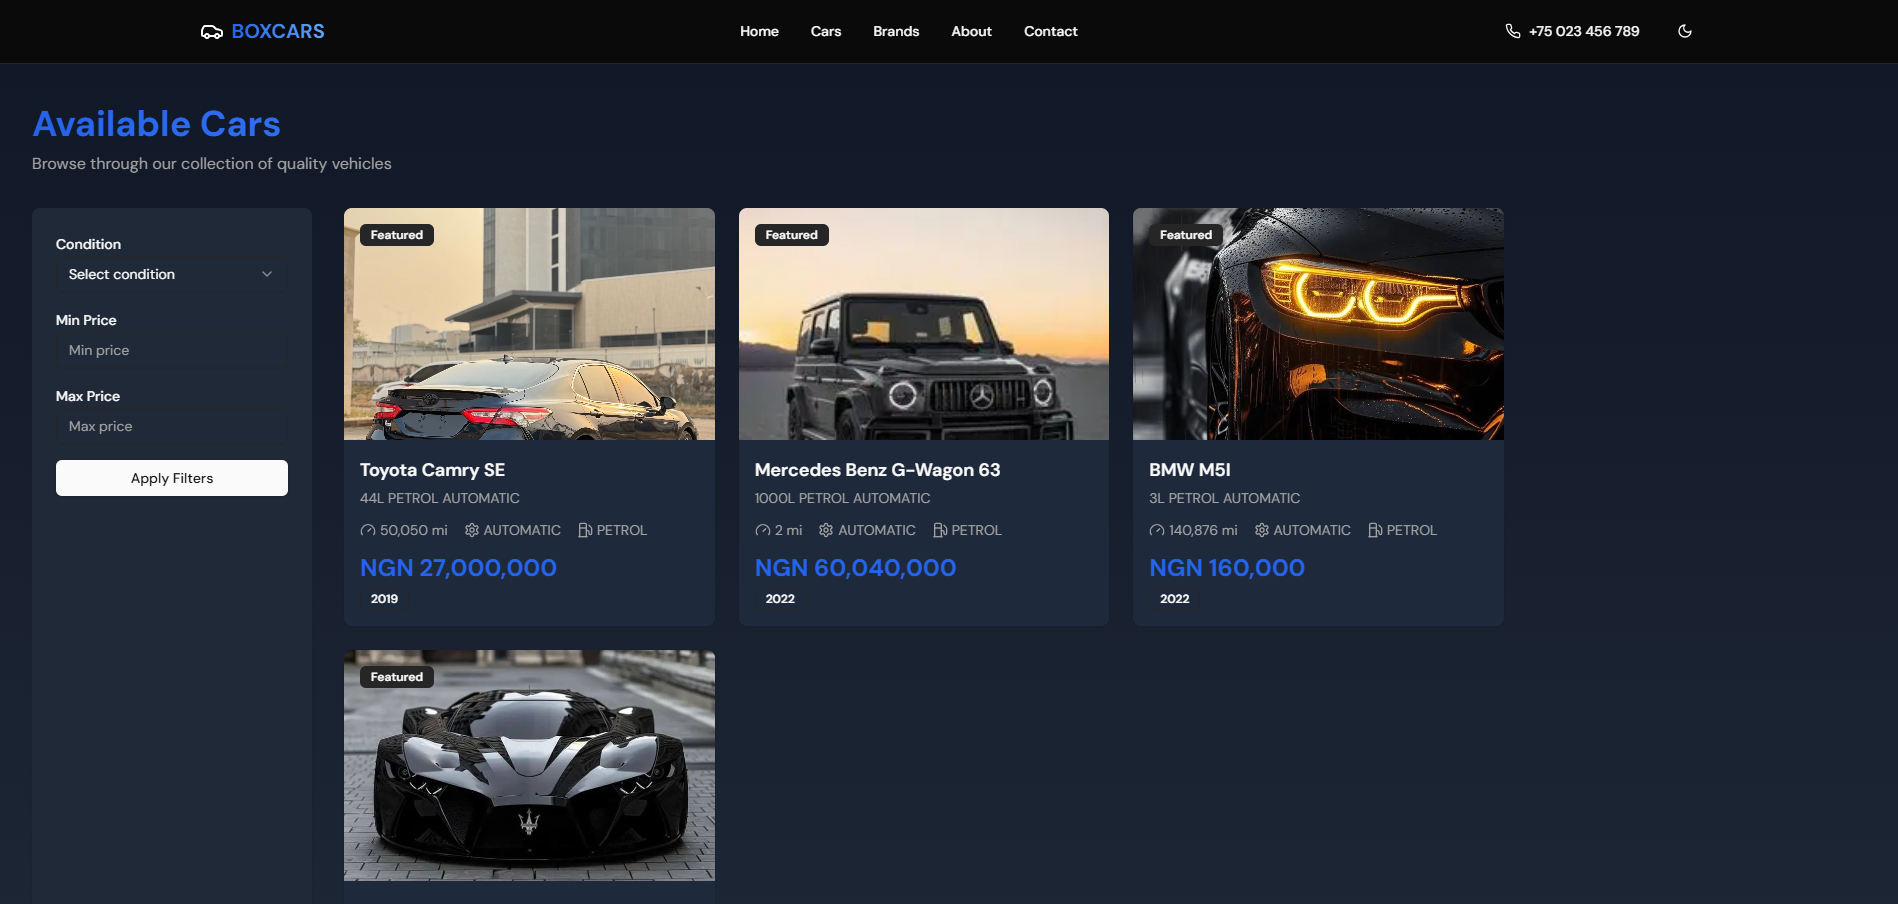 BOXCARS
Home Cars Brands About Contact
+75 023 456 789
Available Cars
Browse through our collection of quality vehicles
Condition
Select condition
Min Price
Min price
Max Price
Max price
Apply Filters
Featured
Toyota Camry SE
44L PETROL AUTOMATIC
50,050 mi AUTOMATIC PETROL
NGN 27,000,000
2019
Featured
Mercedes Benz G-Wagon 63
1000L PETROL AUTOMATIC
2 mi AUTOMATIC PETROL
NGN 60,040,000
2022
Featured
BMW M5I
3L PETROL AUTOMATIC
140,876 mi AUTOMATIC PETROL
NGN 160,000
2022
Featured